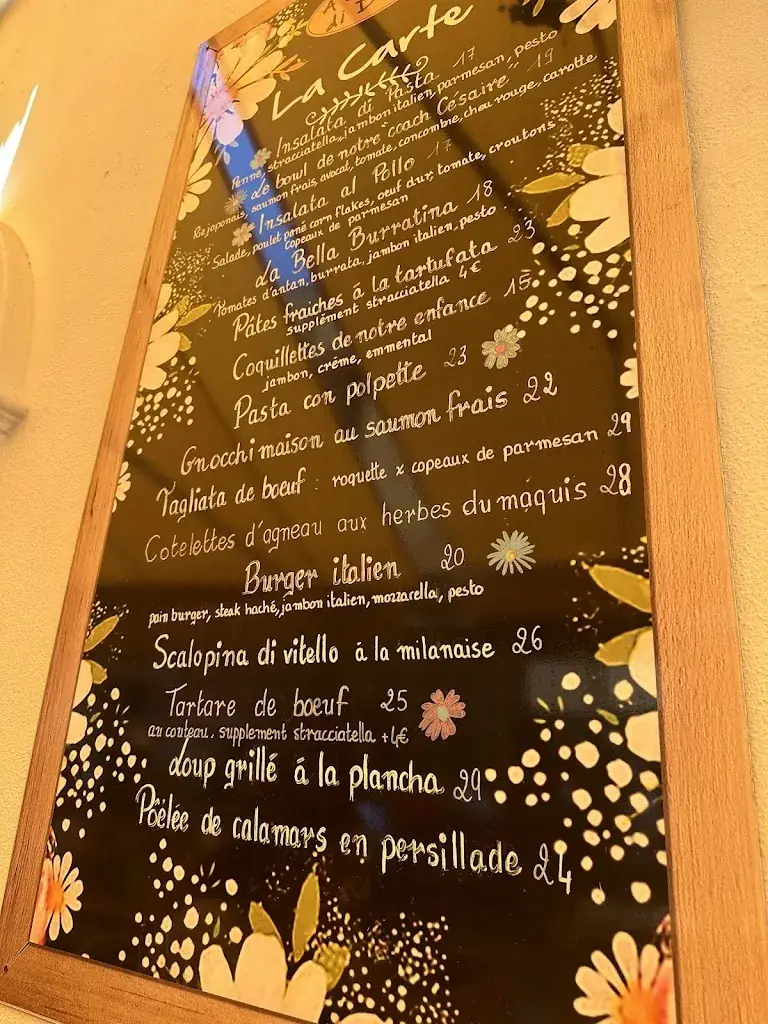 La Carte
Insalata di Pasta 17
Penne, stracciatella, jambon italien, parmesan, pesto
Le bowl de notre "coach Césaire" 19
Riz japonais, saumon frais, avocat, tomate, concombre, chou rouge, carotte
Insalata al Pollo 17
Salade, poulet pané corn flakes, oeuf dur, tomate, croutons
copeaux de parmesan
La Bella Burratina 18
Tomates d'antan, burrata, jambon italien, pesto
Pâtes fraiches á la tartufata 23
supplément stracciatella 4€
Coquillettes de notre enfance 15
jambon, crême, emmental
Pasta con polpette 23
Gnocchi maison au saumon frais 22
Tagliata de boeuf : roquette x copeaux de parmesan 29
Cotelettes d'agneau aux herbes du maquis 28
Burger italien 20
pain burger, steak haché, jambon italien, mozzarella, pesto
Scalopina di vitello á la milanaise 26
Tartare de boeuf 25
au couteau, supplement stracciatella +4€
Loup grillé á la plancha 29
Poêlée de calamars en persillade 24